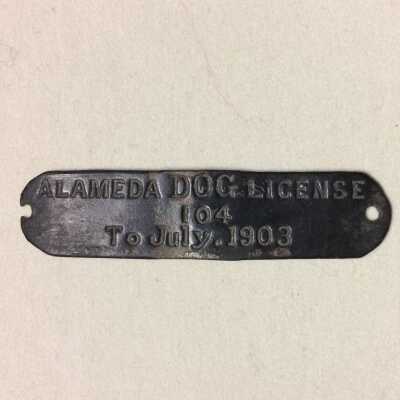 ALAMEDA DOG LICENSE
104
To July. 1903